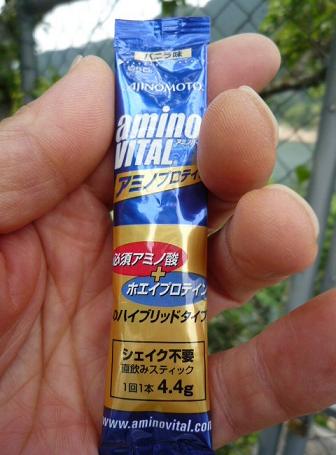 バニラ味
AJINOMOTO
amino
VITAL
アミノプロテイン
必須アミノ酸
+
ホエイプロテイン
のハイブリッドタイプ
シェイク不要
直飲みスティック
1回1本 4.4g
www.aminovital.com